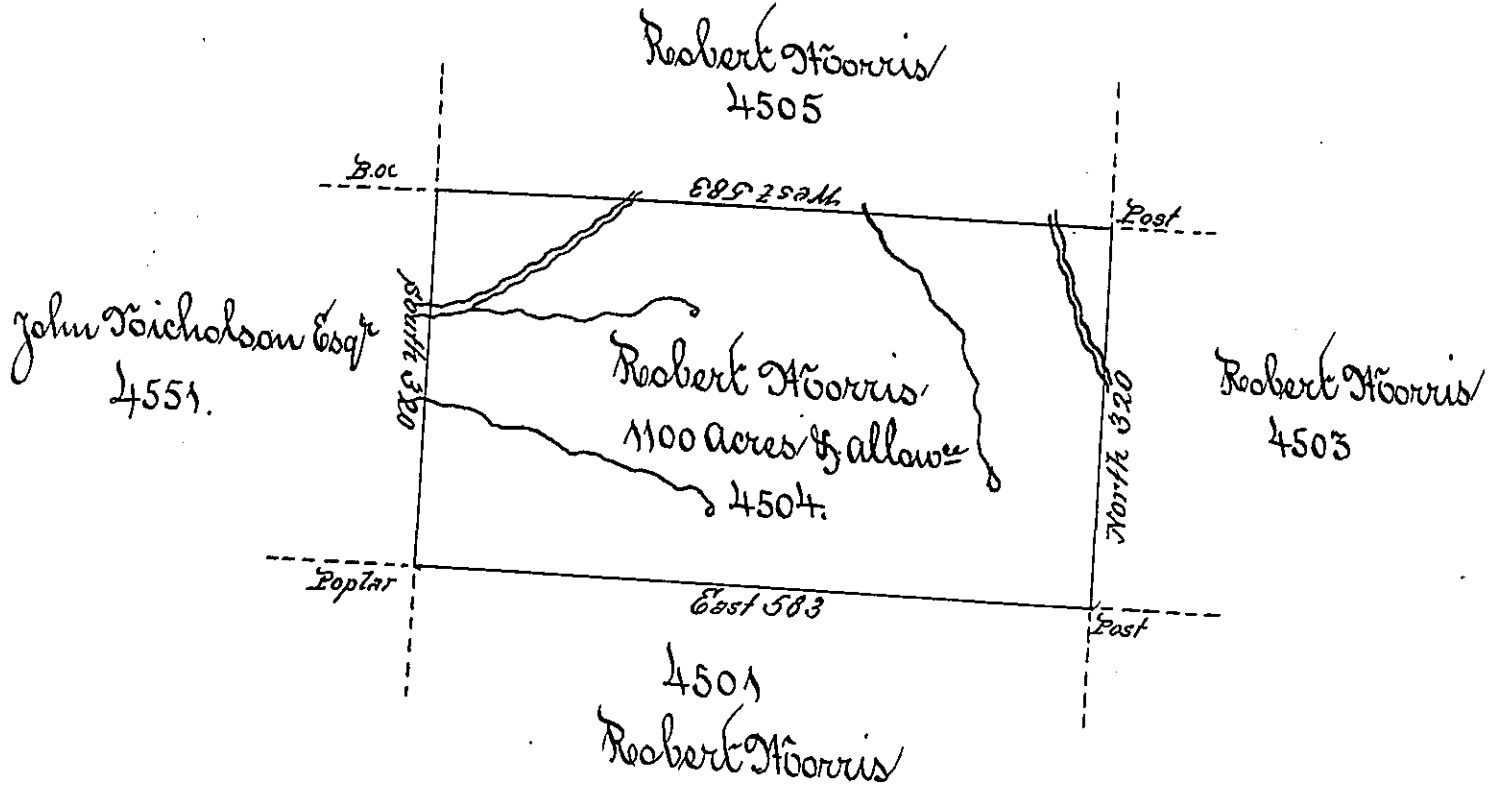 Robert Morris
4505
B.oc
West 583
Post
John Nicholson Esqr
4551.
South 320
Robert Morris
1100 Acres & allowce
4504.
North 320
Robert Morris
4503
Poplar
East 583
Post
4501
Robert Morris